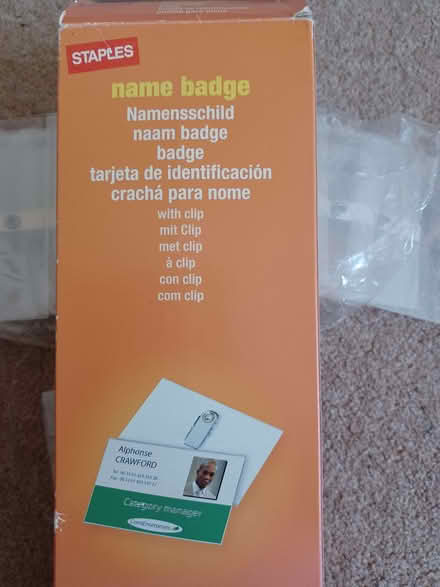 STAPLES
name badge
Namensschild
naam badge
badge
tarjeta de identificación
crachá para nome
with clip
mit Clip
met clip
à clip
con clip
com clip
Alphonse
CRAWFORD
Category manager